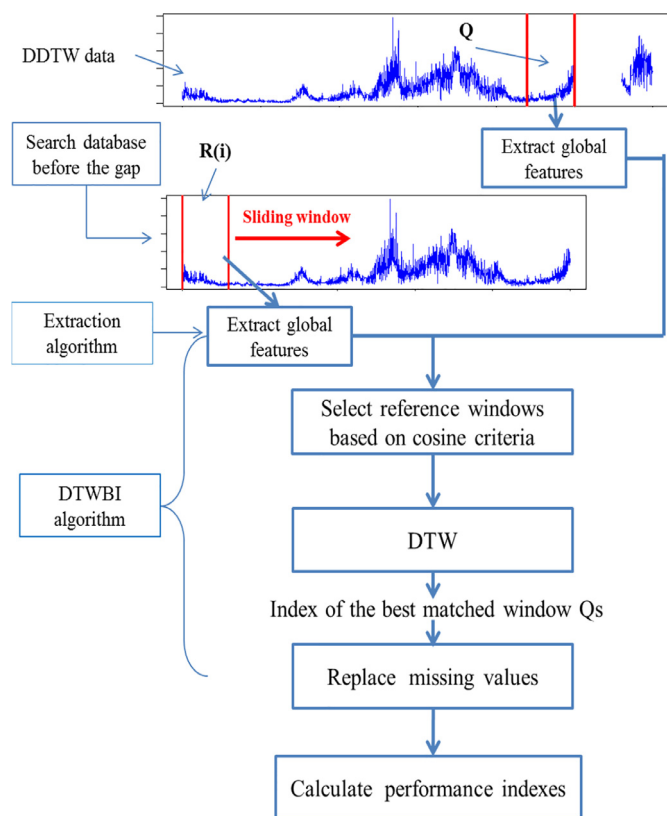 Q
DDTW data
Extract global
features
Search database
before the gap
R(i)
Sliding window
Extraction
algorithm
Extract global
features
Select reference windows
based on cosine criteria
DTWBI
algorithm
DTW
Index of the best matched window Qs
Replace missing values
Calculate performance indexes